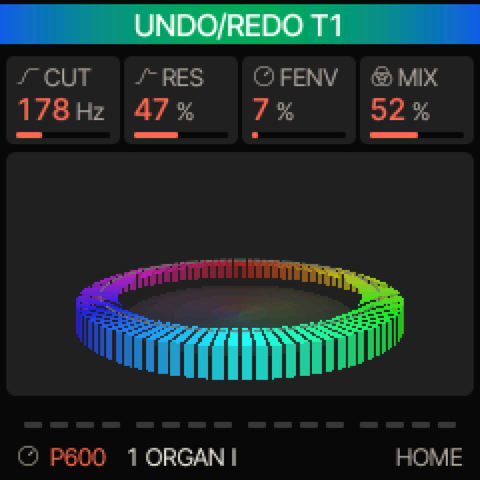 UNDO/REDO T1
CUT RES FENV MIX
178 Hz 47 % 7 % 52 %
P600 1 ORGAN I HOME